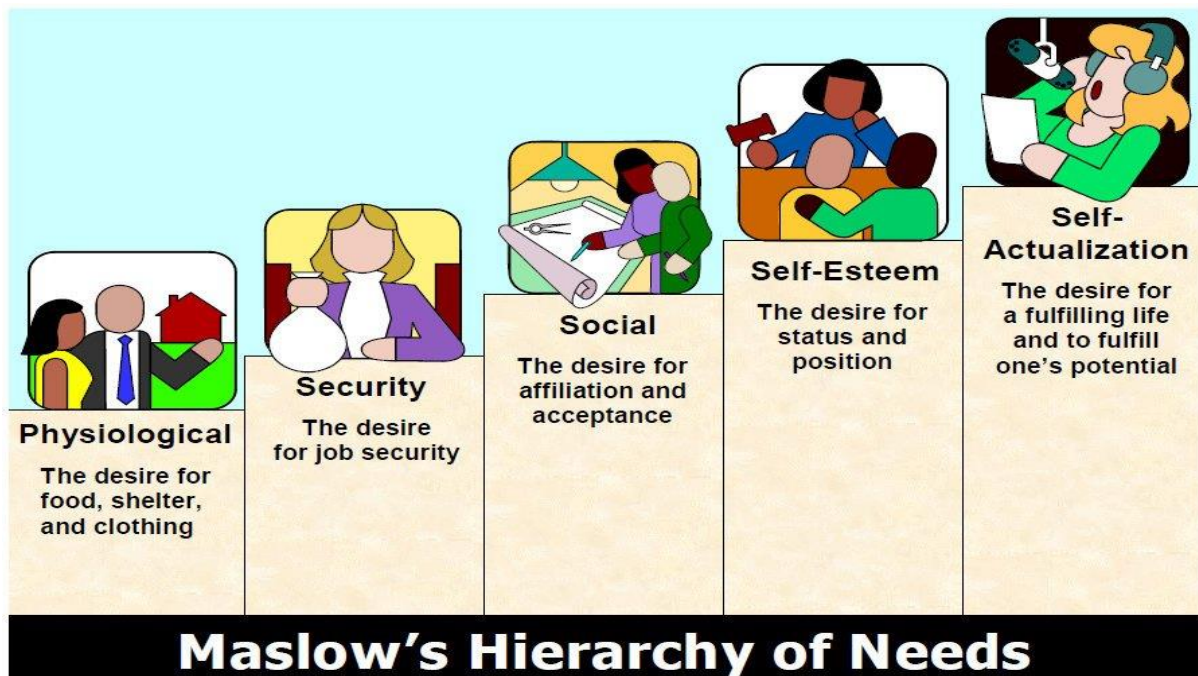 Physiological
The desire for
food, shelter,
and clothing
Security
The desire
for job security
Social
The desire for
affiliation and
acceptance
Self-Esteem
The desire for
status and
position
Self-
Actualization
The desire for
a fulfilling life
and to fulfill
one's potential
Maslow's Hierarchy of Needs